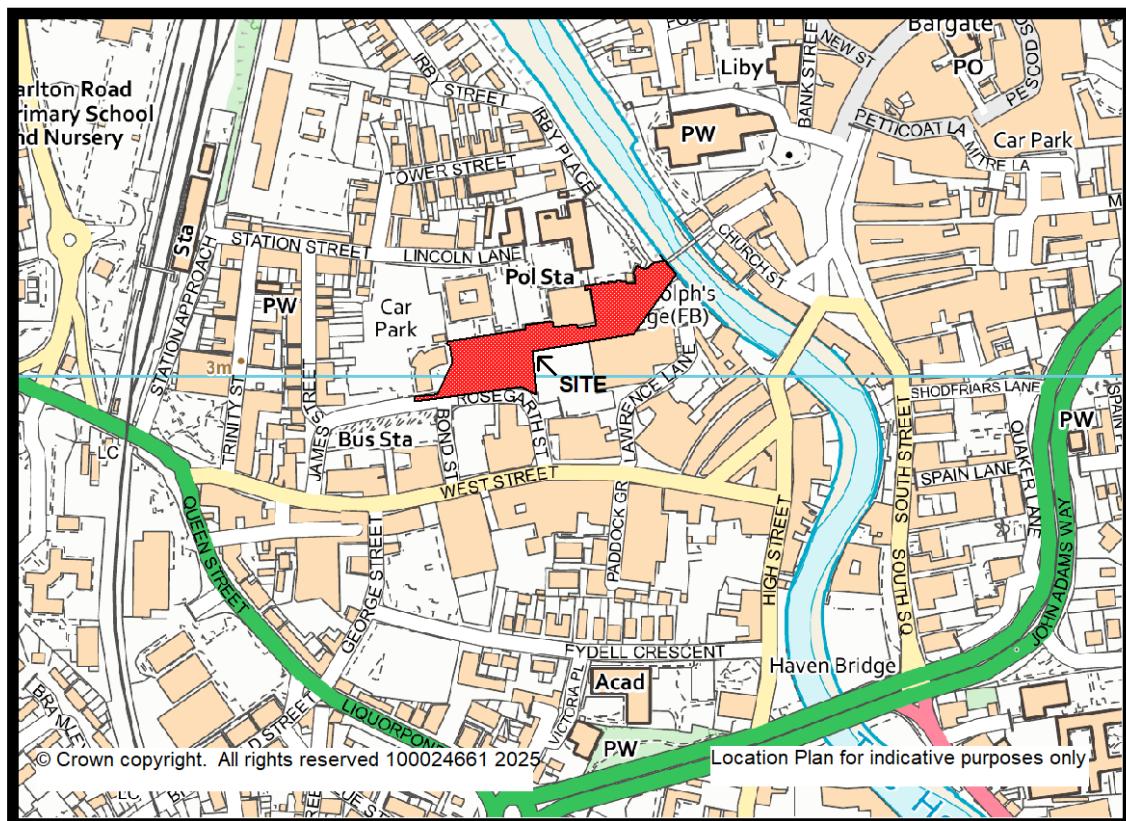 Bargate
NEW ST
BANK STREET
Liby
PO
PESCOD S
IRBY STREET
arlton Road
rimary School
nd Nursery
PETTICOAT LA
PW
Car Park
MITRE LA
IRBY PLACE
TOWER STREET
M
Sta
STATION STREET
LINCOLN LANE
CHURCH ST
STATION APPROACH
Pol Sta
PW
Car
Park
olph's
ge(FB)
3m
SITE
SHODFRIARS LANE
TRINITY ST
JAMES ST
ROSEGARTH ST
LAWRENCE LANE
BOND ST
Bus Sta
PW
SPAIN
LC
SOUTH STREET
QUAKER LANE
SPAIN LANE
WEST STREET
QUEEN STREET
GEORGE STREET
PADDOCK GR
HIGH STREET
SOUTH SQ
JOHN ADAMS WAY
FYDELL CRESCENT
Haven Bridge
Acad
VICTORIA PL
LIQUORPOND
PW
© Crown copyright. All rights reserved 100024661 2025
Location Plan for indicative purposes only
LC